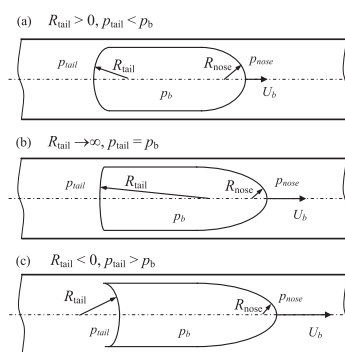 (a) R_tail > 0, p_tail < p_b
p_tail R_tail R_nose p_nose
p_b U_b
(b) R_tail →∞, p_tail = p_b
p_tail R_tail R_nose p_nose
p_b U_b
(c) R_tail < 0, p_tail > p_b
R_tail R_nose p_nose
p_tail p_b U_b